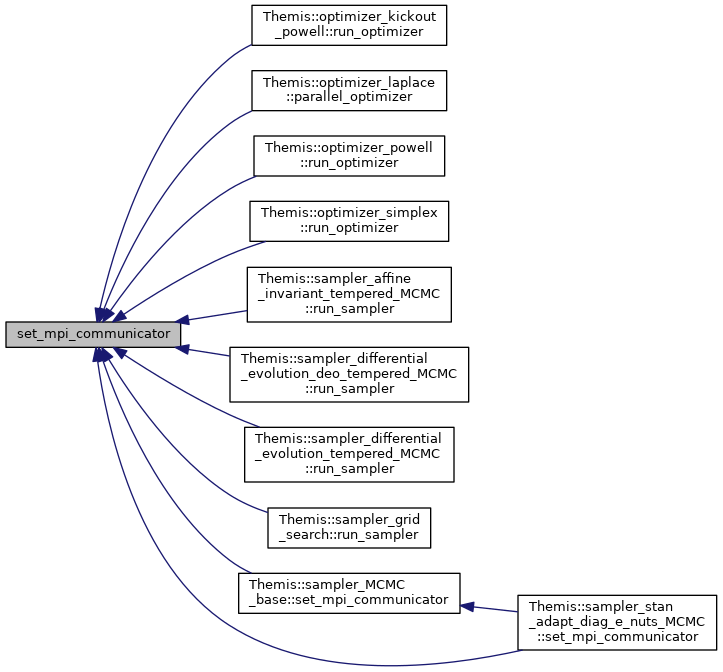 Themis::optimizer_kickout
_powell::run_optimizer
Themis::optimizer_laplace
::parallel_optimizer
Themis::optimizer_powell
::run_optimizer
Themis::optimizer_simplex
::run_optimizer
Themis::sampler_affine
_invariant_tempered_MCMC
::run_sampler
set_mpi_communicator
Themis::sampler_differential
_evolution_deo_tempered_MCMC
::run_sampler
Themis::sampler_differential
_evolution_tempered_MCMC
::run_sampler
Themis::sampler_grid
_search::run_sampler
Themis::sampler_MCMC
_base::set_mpi_communicator
Themis::sampler_stan
_adapt_diag_e_nuts_MCMC
::set_mpi_communicator